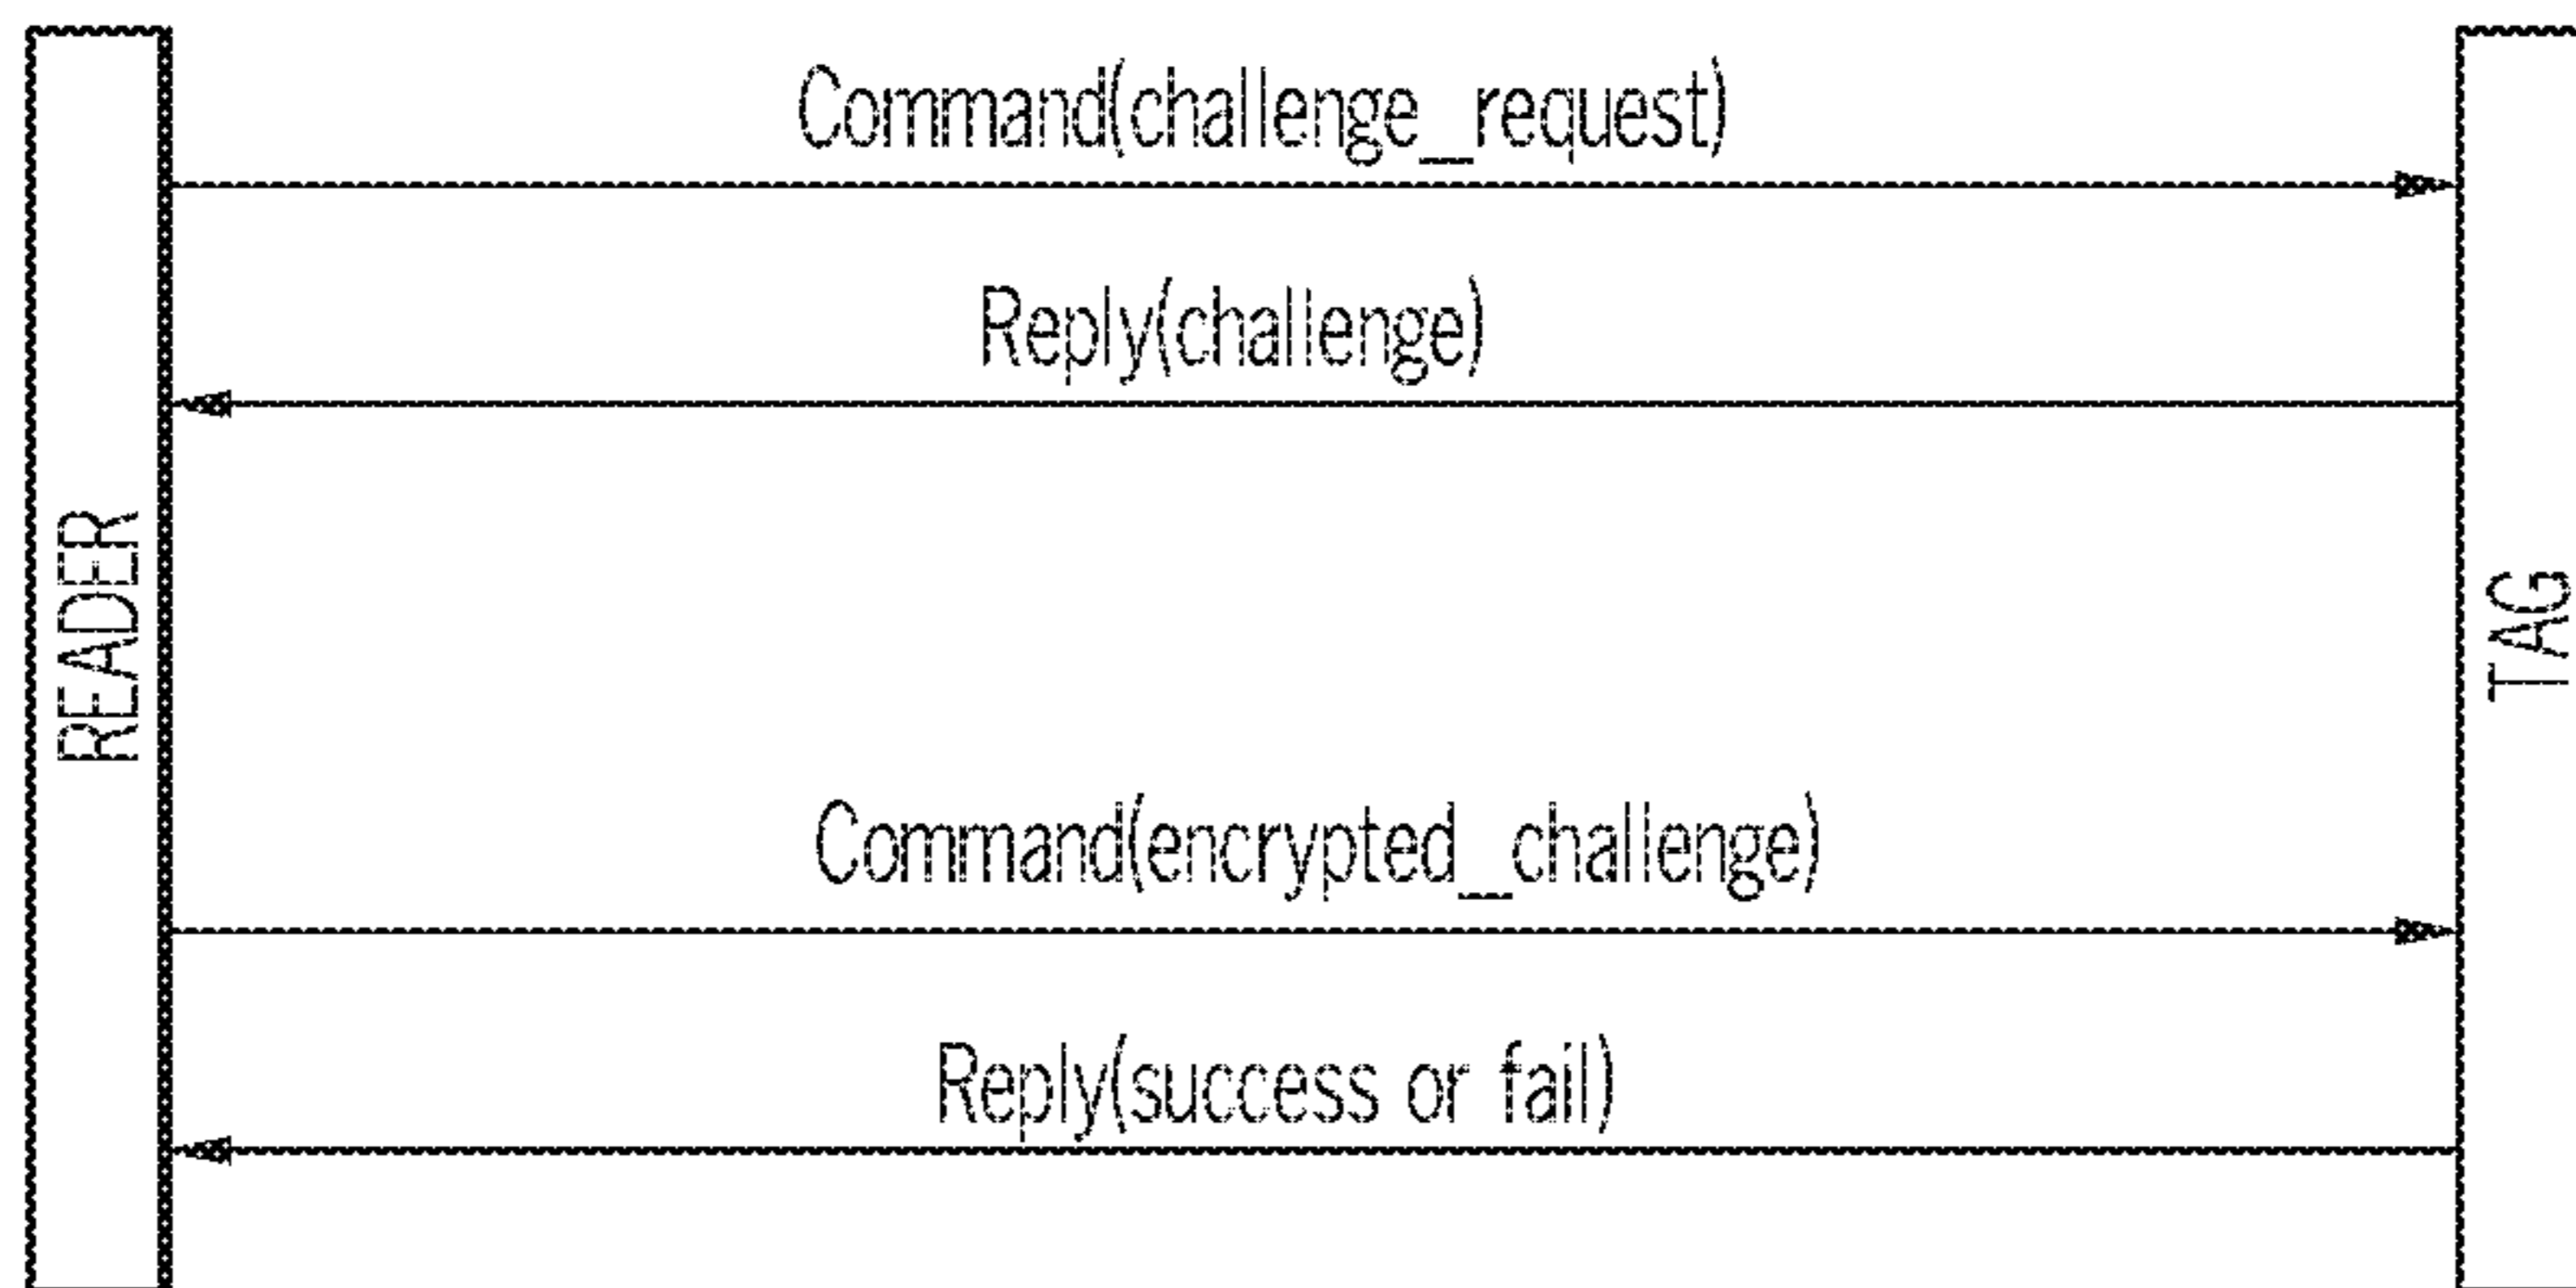 Command(challenge_request)
Reply(challenge)
READER
TAG
Command(encrypted_challenge)
Reply(success or fail)